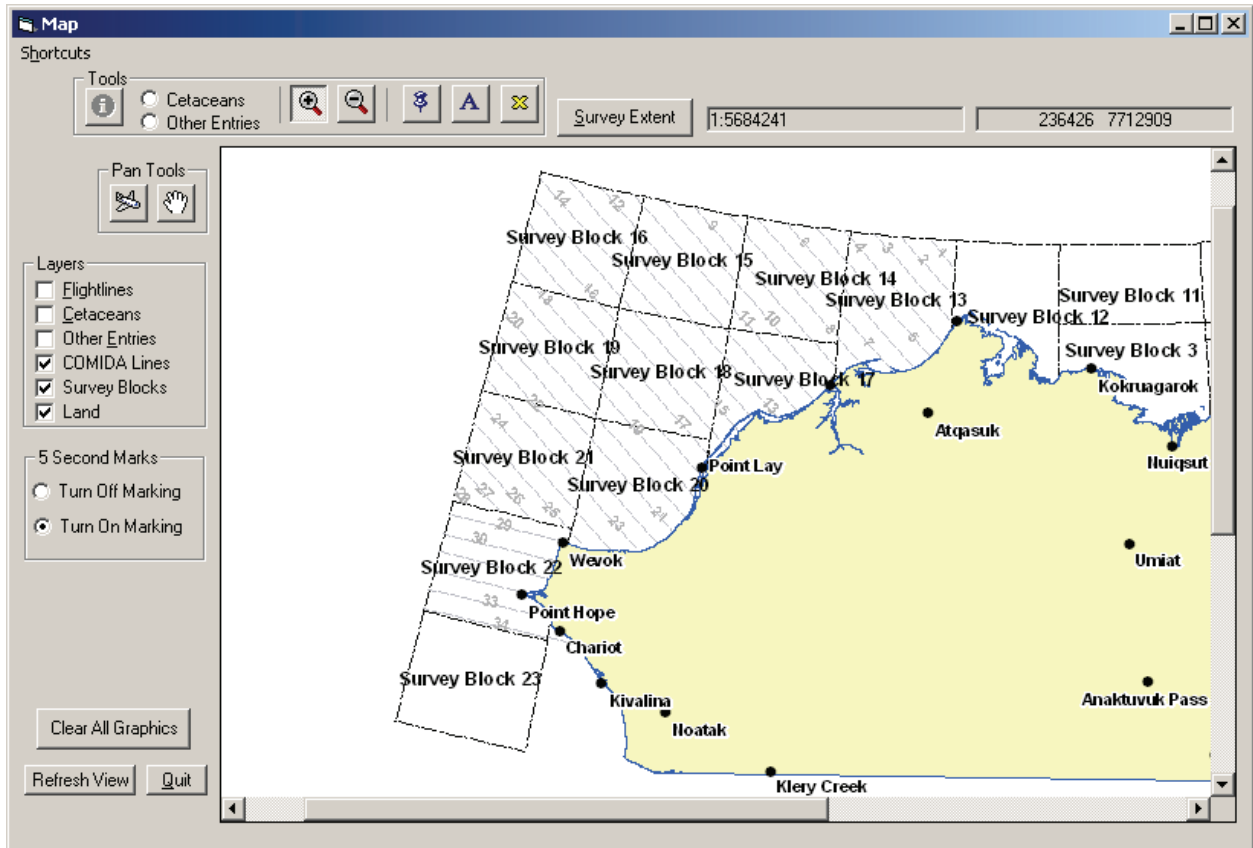 Map
Shortcuts
Tools
Cetaceans
Other Entries
A
Survey Extent
1:5684241
236426 7712909
Pan Tools
Layers
Flightlines
Cetaceans
Other Entries
COMIDA Lines
Survey Blocks
Land
5 Second Marks
Turn Off Marking
Turn On Marking
Clear All Graphics
Refresh View
Quit
14
12
9
6
4
3
2
1
Survey Block 16
Survey Block 15
Survey Block 14
Survey Block 13
Survey Block 11
Survey Block 12
18
16
20
11
10
8
7
5
Survey Block 19
Survey Block 18
Survey Block 17
Survey Block 3
Kokruagarok
Atqasuk
Nuiqsut
22
24
19
17
15
13
Survey Block 21
Survey Block 20
Point Lay
28
27
26
25
23
21
29
30
Wevok
Umiat
Survey Block 22
33
34
Point Hope
Chariot
Survey Block 23
Kivalina
Noatak
Anaktuvuk Pass
Klery Creek